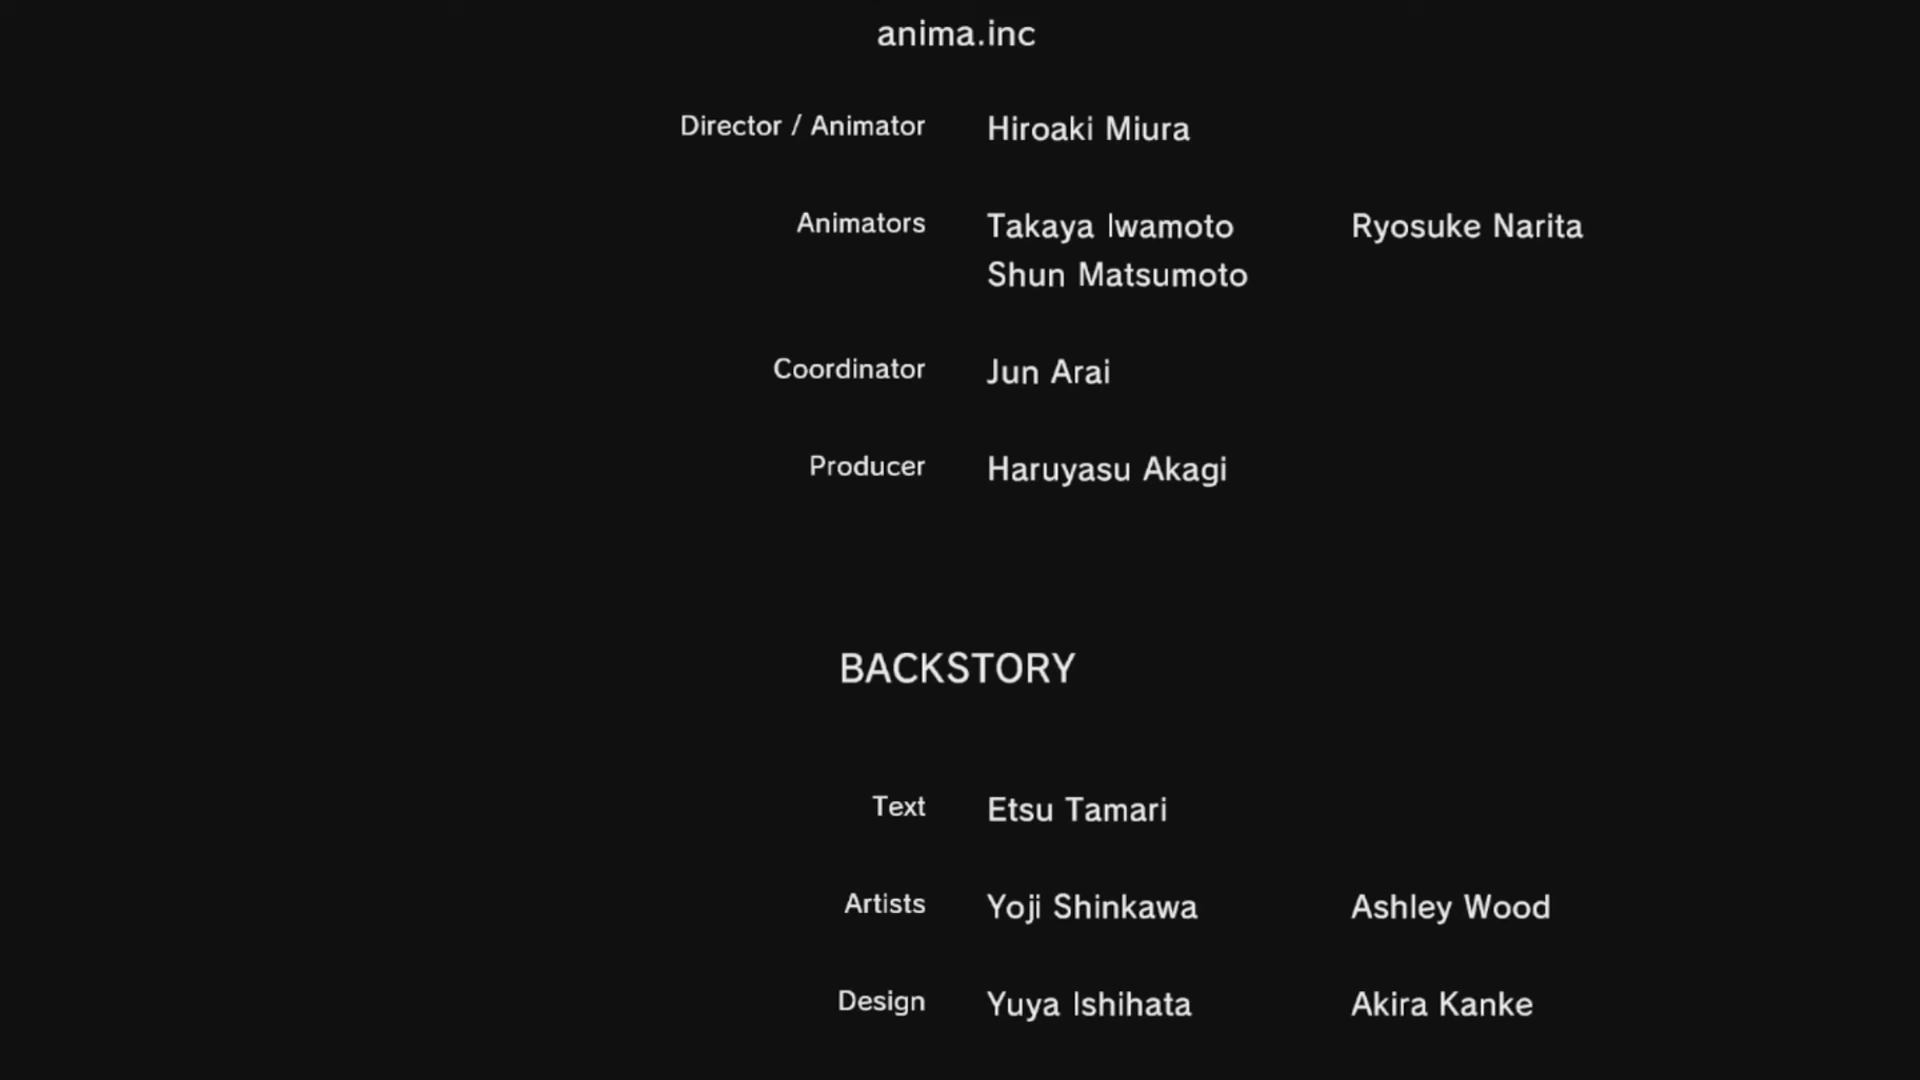 anima.inc
Director / Animator Hiroaki Miura
Animators Takaya Iwamoto Ryosuke Narita
Shun Matsumoto
Coordinator Jun Arai
Producer Haruyasu Akagi
BACKSTORY
Text Etsu Tamari
Artists Yoji Shinkawa Ashley Wood
Design Yuya Ishihata Akira Kanke